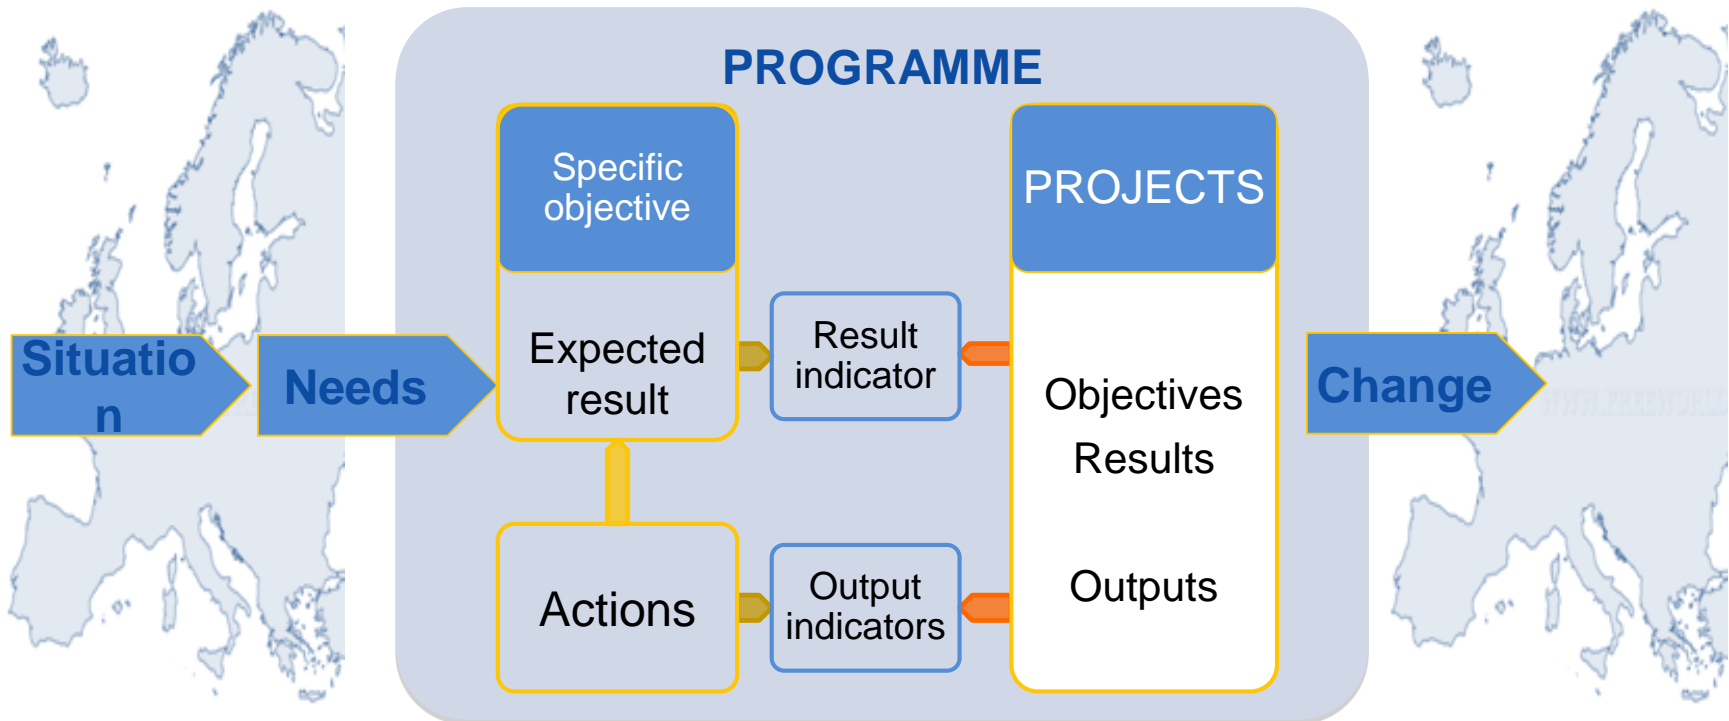 PROGRAMME
Situatio
n
Needs
Specific
objective
Expected
result
Actions
Result
indicator
Output
indicators
PROJECTS
Objectives
Results
Outputs
Change